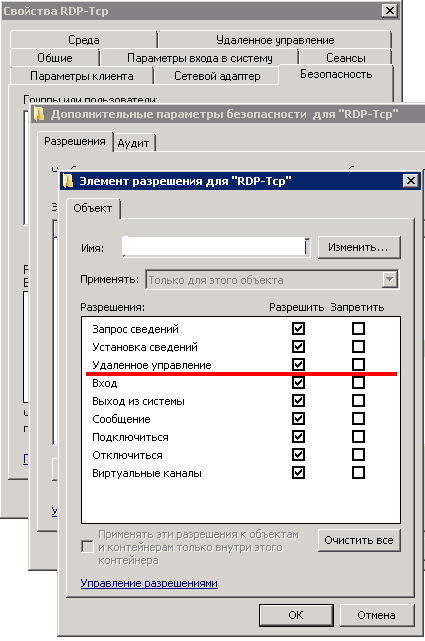 Свойства RDP-Tcp
Среда
Удаленное управление
Общие
Параметры входа в систему
Сеансы
Параметры клиента
Сетевой адаптер
Безопасность
Группы или пользователи:
Дополнительные параметры безопасности для "RDP-Tcp"
Разрешения
Аудит
Элемент разрешения для "RDP-Tcp"
Объект
Имя:
Изменить...
Применять:
Только для этого объекта
Разрешения:
Разрешить
Запретить
Запрос сведений
Установка сведений
Удаленное управление
Вход
Выход из системы
Сообщение
Подключиться
Отключиться
Виртуальные каналы
Применять эти разрешения к объектам
и контейнерам только внутри этого
контейнера
Очистить все
Управление разрешениями
OK
Отмена